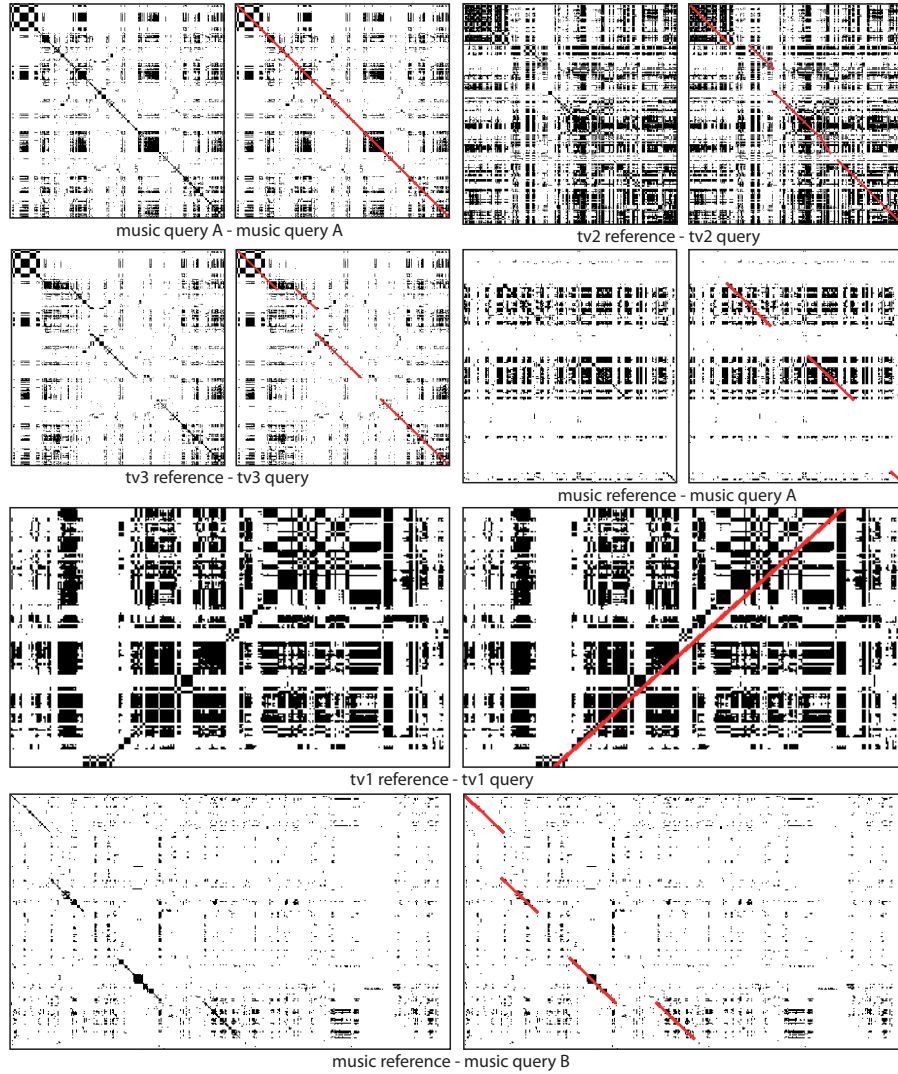 music query A - music query A
tv2 reference - tv2 query
tv3 reference - tv3 query
music reference - music query A
tv1 reference - tv1 query
music reference - music query B